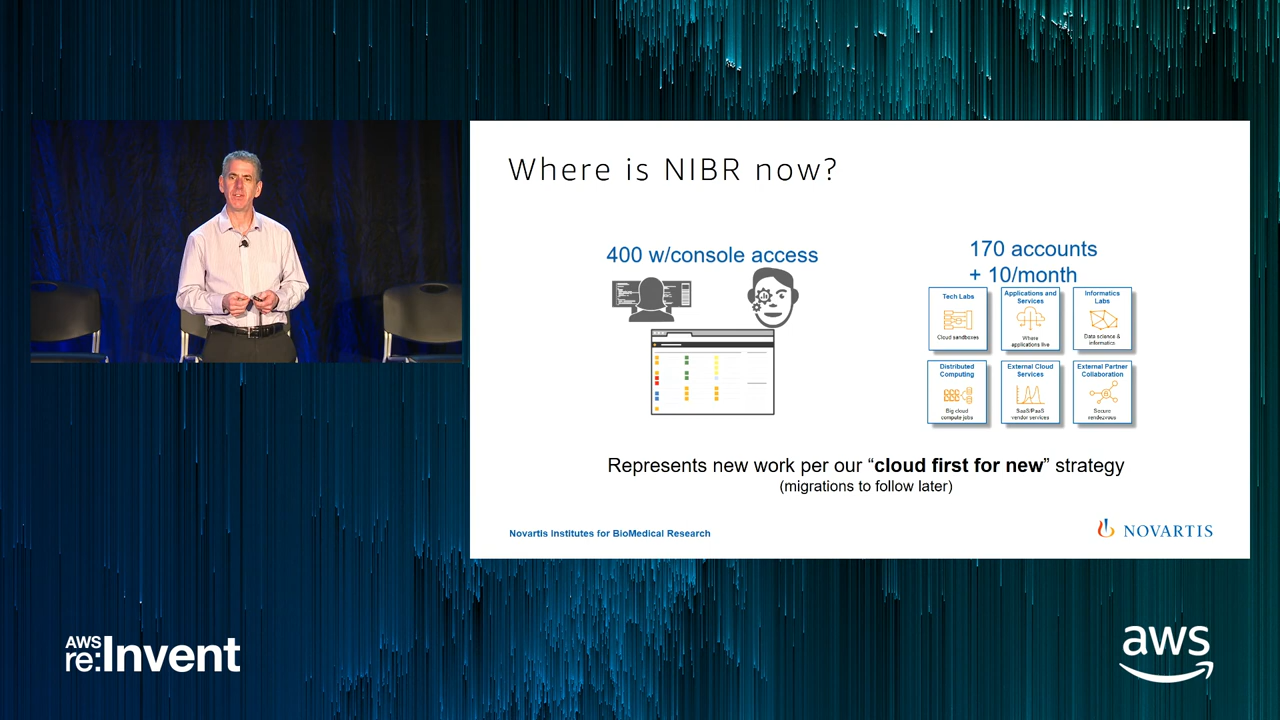 Where is NIBR now?
400 w/console access
170 accounts
+ 10/month
Tech Labs
Cloud sandboxes
Applications and
Services
Where
applications live
Informatics
Labs
Data science &
informatics
Distributed
Computing
Big cloud
compute jobs
External Cloud
Services
SaaS/PaaS
vendor services
External Partner
Collaboration
Secure
rendezvous
Represents new work per our “cloud first for new” strategy
(migrations to follow later)
Novartis Institutes for BioMedical Research
NOVARTIS
AWS
re:Invent
aws